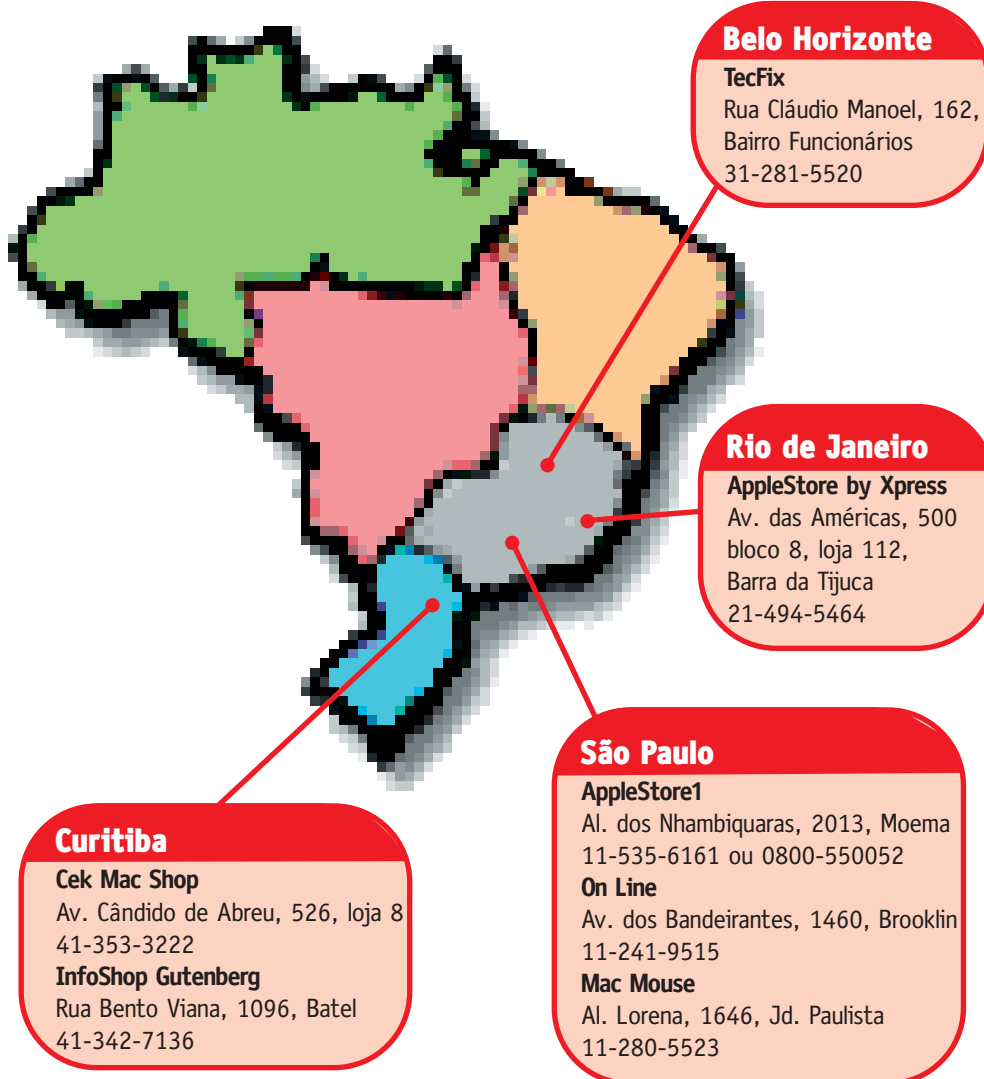 Belo Horizonte
TecFix
Rua Cláudio Manoel, 162,
Bairro Funcionários
31-281-5520
Rio de Janeiro
AppleStore by Xpress
Av. das Américas, 500
bloco 8, loja 112,
Barra da Tijuca
21-494-5464
São Paulo
AppleStore1
Al. dos Nhambiquaras, 2013, Moema
11-535-6161 ou 0800-550052
On Line
Av. dos Bandeirantes, 1460, Brooklin
11-241-9515
Mac Mouse
Al. Lorena, 1646, Jd. Paulista
11-280-5523
Curitiba
Cek Mac Shop
Av. Cândido de Abreu, 526, loja 8
41-353-3222
InfoShop Gutenberg
Rua Bento Viana, 1096, Batel
41-342-7136